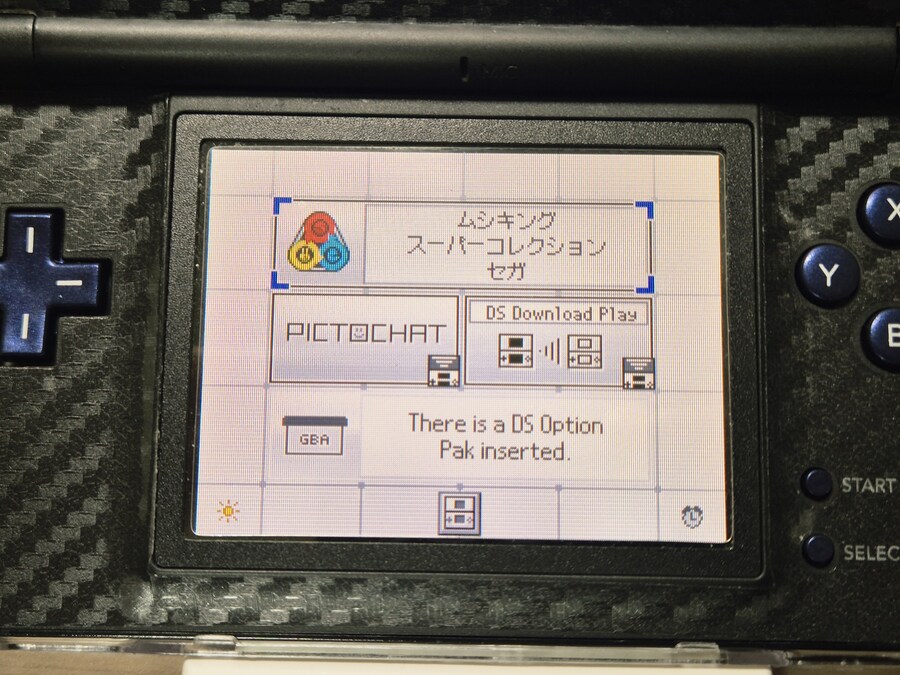 ムシキング
スーパーコレクション
セガ
PICTOCHAT
DS Download Play
GBA
There is a DS Option
Pak inserted.
X
Y
B
START
SELEC